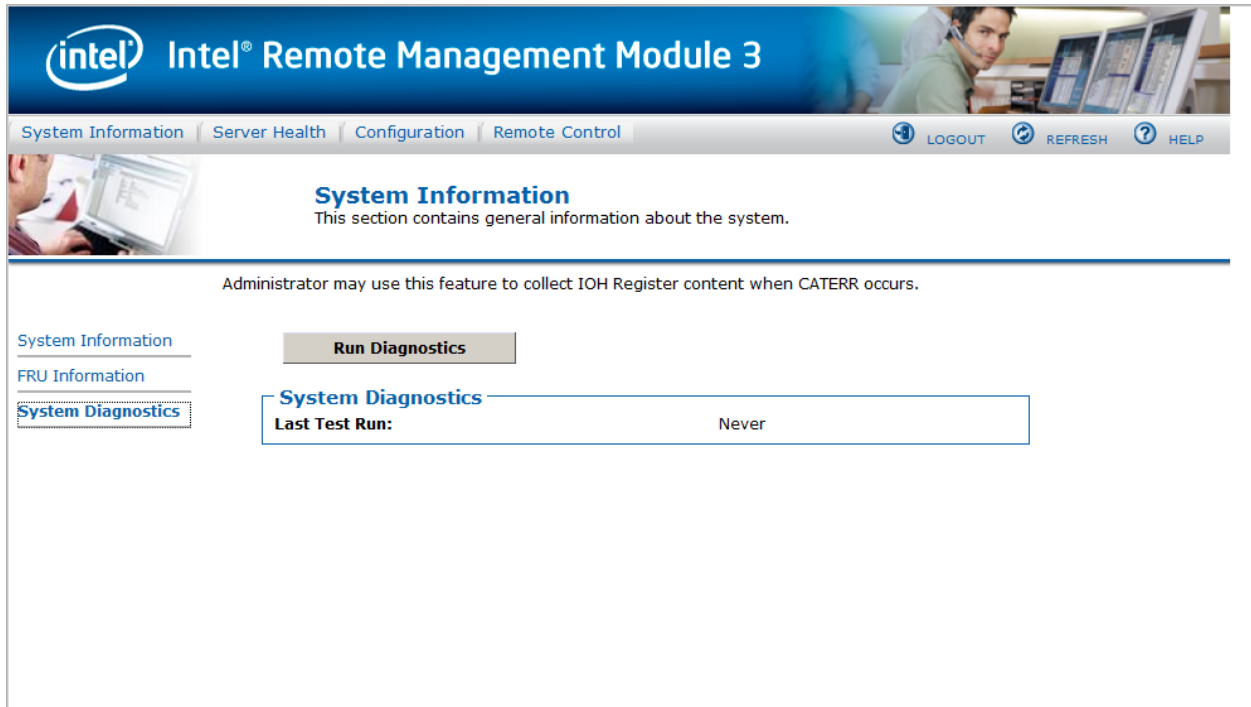 intel Intel® Remote Management Module 3
System Information Server Health Configuration Remote Control LOGOUT REFRESH ? HELP
System Information
This section contains general information about the system.
Administrator may use this feature to collect IOH Register content when CATERR occurs.
System Information
FRU Information
System Diagnostics
Run Diagnostics
System Diagnostics
Last Test Run: Never